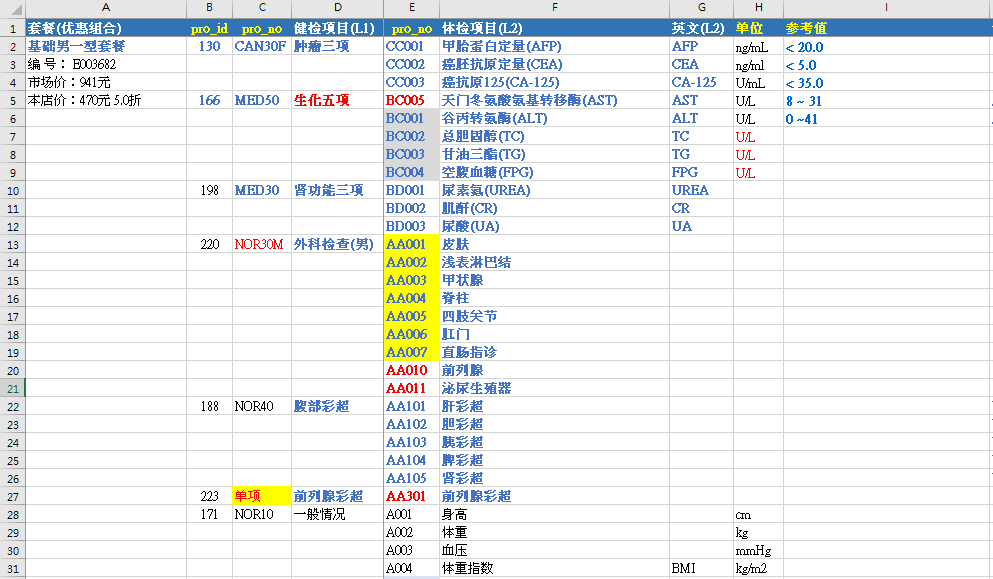 A B C D E F G H I
1 套餐(优惠组合) pro_id pro_no 健检项目(L1) pro_no 体检项目(L2) 英文(L2) 单位 参考值
2 基础男一型套餐 130 CAN30F 肿瘤三项 CC001 甲胎蛋白定量(AFP) AFP ng/mL < 20.0
3 编 号： E003682 CC002 癌胚抗原定量(CEA) CEA ng/ml < 5.0
4 市场价：941元 CC003 癌抗原125(CA-125) CA-125 U/mL < 35.0
5 本店价：470元 5.0折 166 MED50 生化五项 BC005 天门冬氨酸氨基转移酶(AST) AST U/L 8 ~ 31
6 BC001 谷丙转氨酶(ALT) ALT U/L 0 ~41
7 BC002 总胆固醇(TC) TC U/L
8 BC003 甘油三酯(TG) TG U/L
9 BC004 空腹血糖(FPG) FPG U/L
10 198 MED30 肾功能三项 BD001 尿素氮(UREA) UREA
11 BD002 肌酐(CR) CR
12 BD003 尿酸(UA) UA
13 220 NOR30M 外科检查(男) AA001 皮肤
14 AA002 浅表淋巴结
15 AA003 甲状腺
16 AA004 脊柱
17 AA005 四肢关节
18 AA006 肛门
19 AA007 直肠指诊
20 AA010 前列腺
21 AA011 泌尿生殖器
22 188 NOR40 腹部彩超 AA101 肝彩超
23 AA102 胆彩超
24 AA103 胰彩超
25 AA104 脾彩超
26 AA105 肾彩超
27 223 单项 前列腺彩超 AA301 前列腺彩超
28 171 NOR10 一般情况 A001 身高 cm
29 A002 体重 kg
30 A003 血压 mmHg
31 A004 体重指数 BMI kg/m2